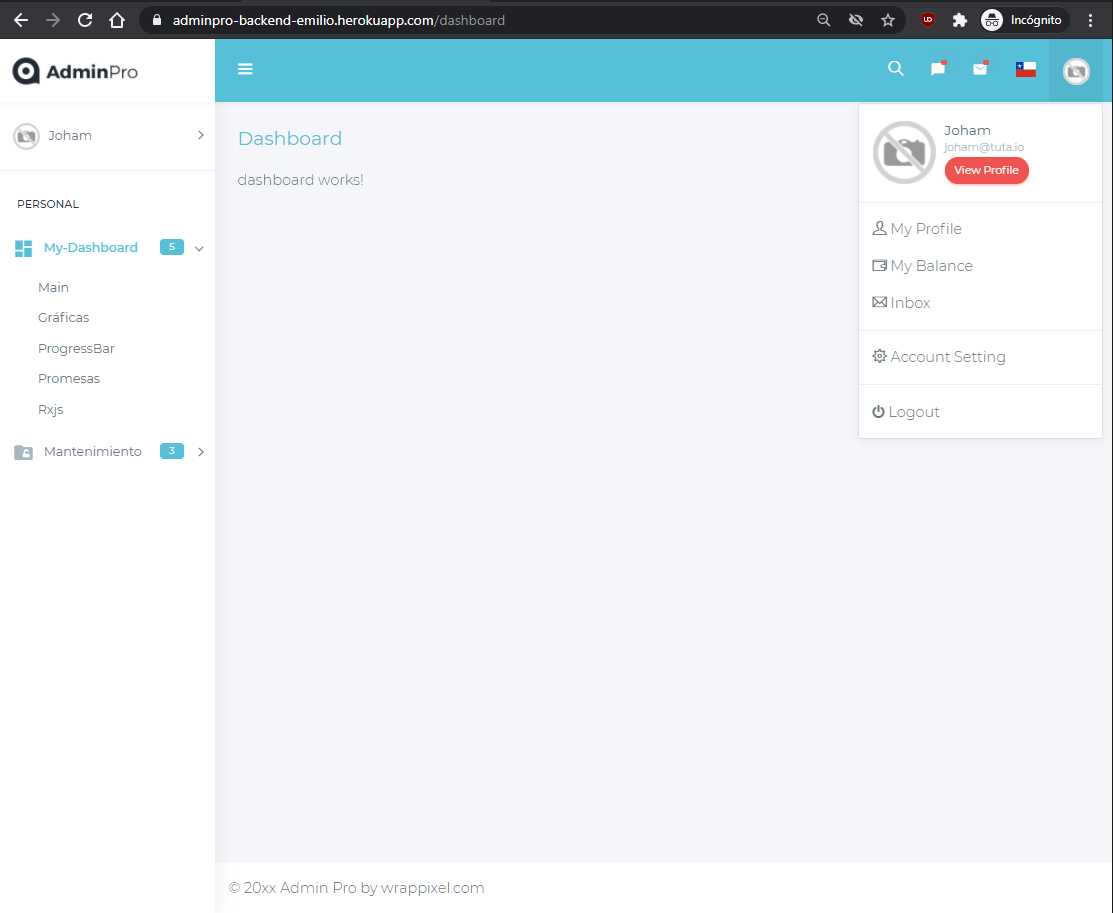 adminpro-backend-emilio.herokuapp.com/dashboard
UD
Incógnito
AdminPro
Joham
PERSONAL
My-Dashboard 5
Main
Gráficas
ProgressBar
Promesas
Rxjs
Mantenimiento 3
Dashboard
dashboard works!
Joham
joham@tuta.io
View Profile
My Profile
My Balance
Inbox
Account Setting
Logout
© 20xx Admin Pro by wrappixel.com